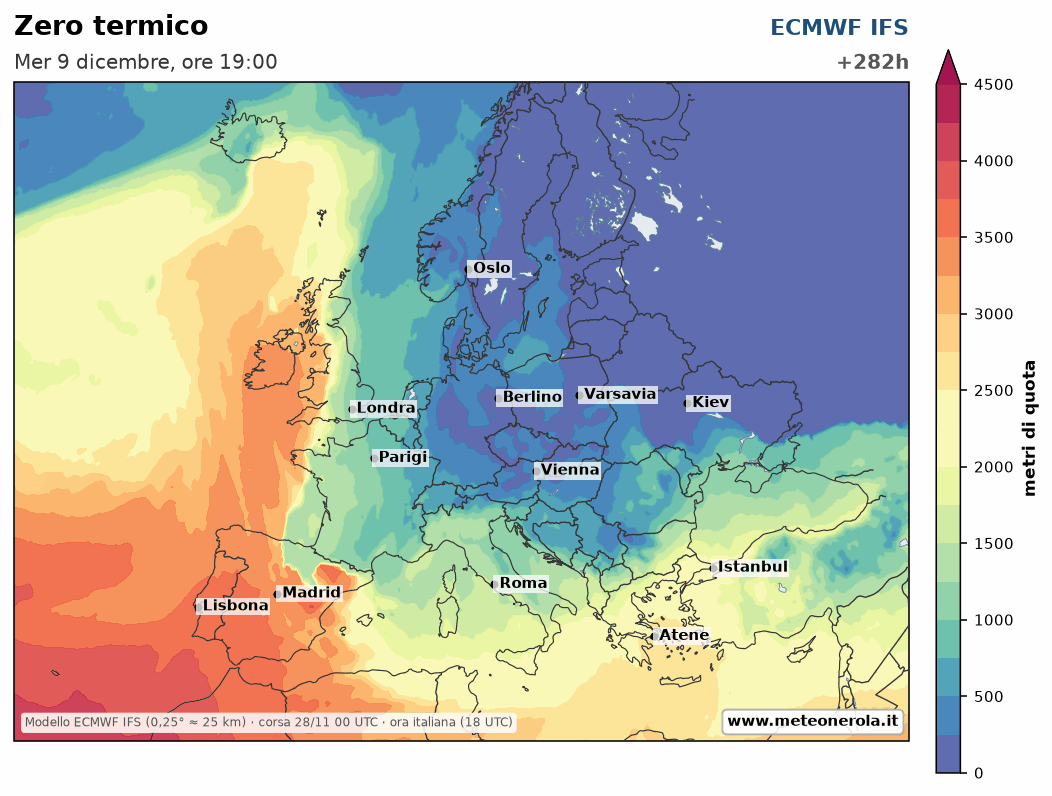 Zero termico
ECMWF IFS
Mer 9 dicembre, ore 19:00
+282h
4500
4000
3500
3000
2500
2000
1500
1000
500
0
metri di quota
Oslo
Berlino
Varsavia
Kiev
Londra
Parigi
Vienna
Istanbul
Roma
Madrid
Lisbona
Atene
Modello ECMWF IFS (0,25° ≈ 25 km) · corsa 28/11 00 UTC · ora italiana (18 UTC)
www.meteonerola.it